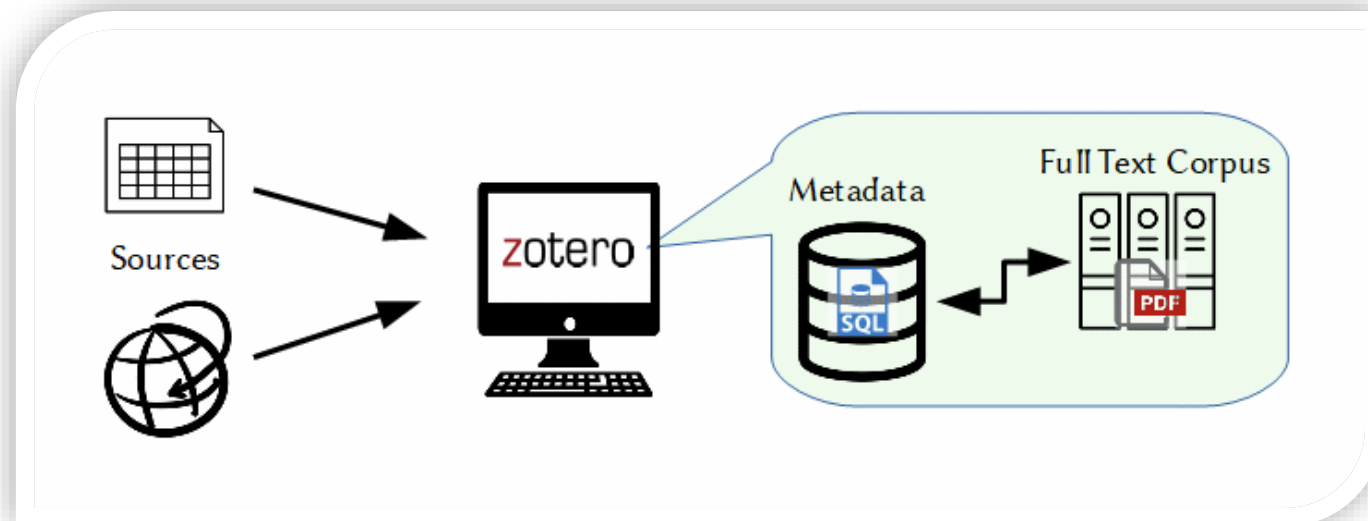 Sources
zotero
Metadata
SQL
Full Text Corpus
PDF